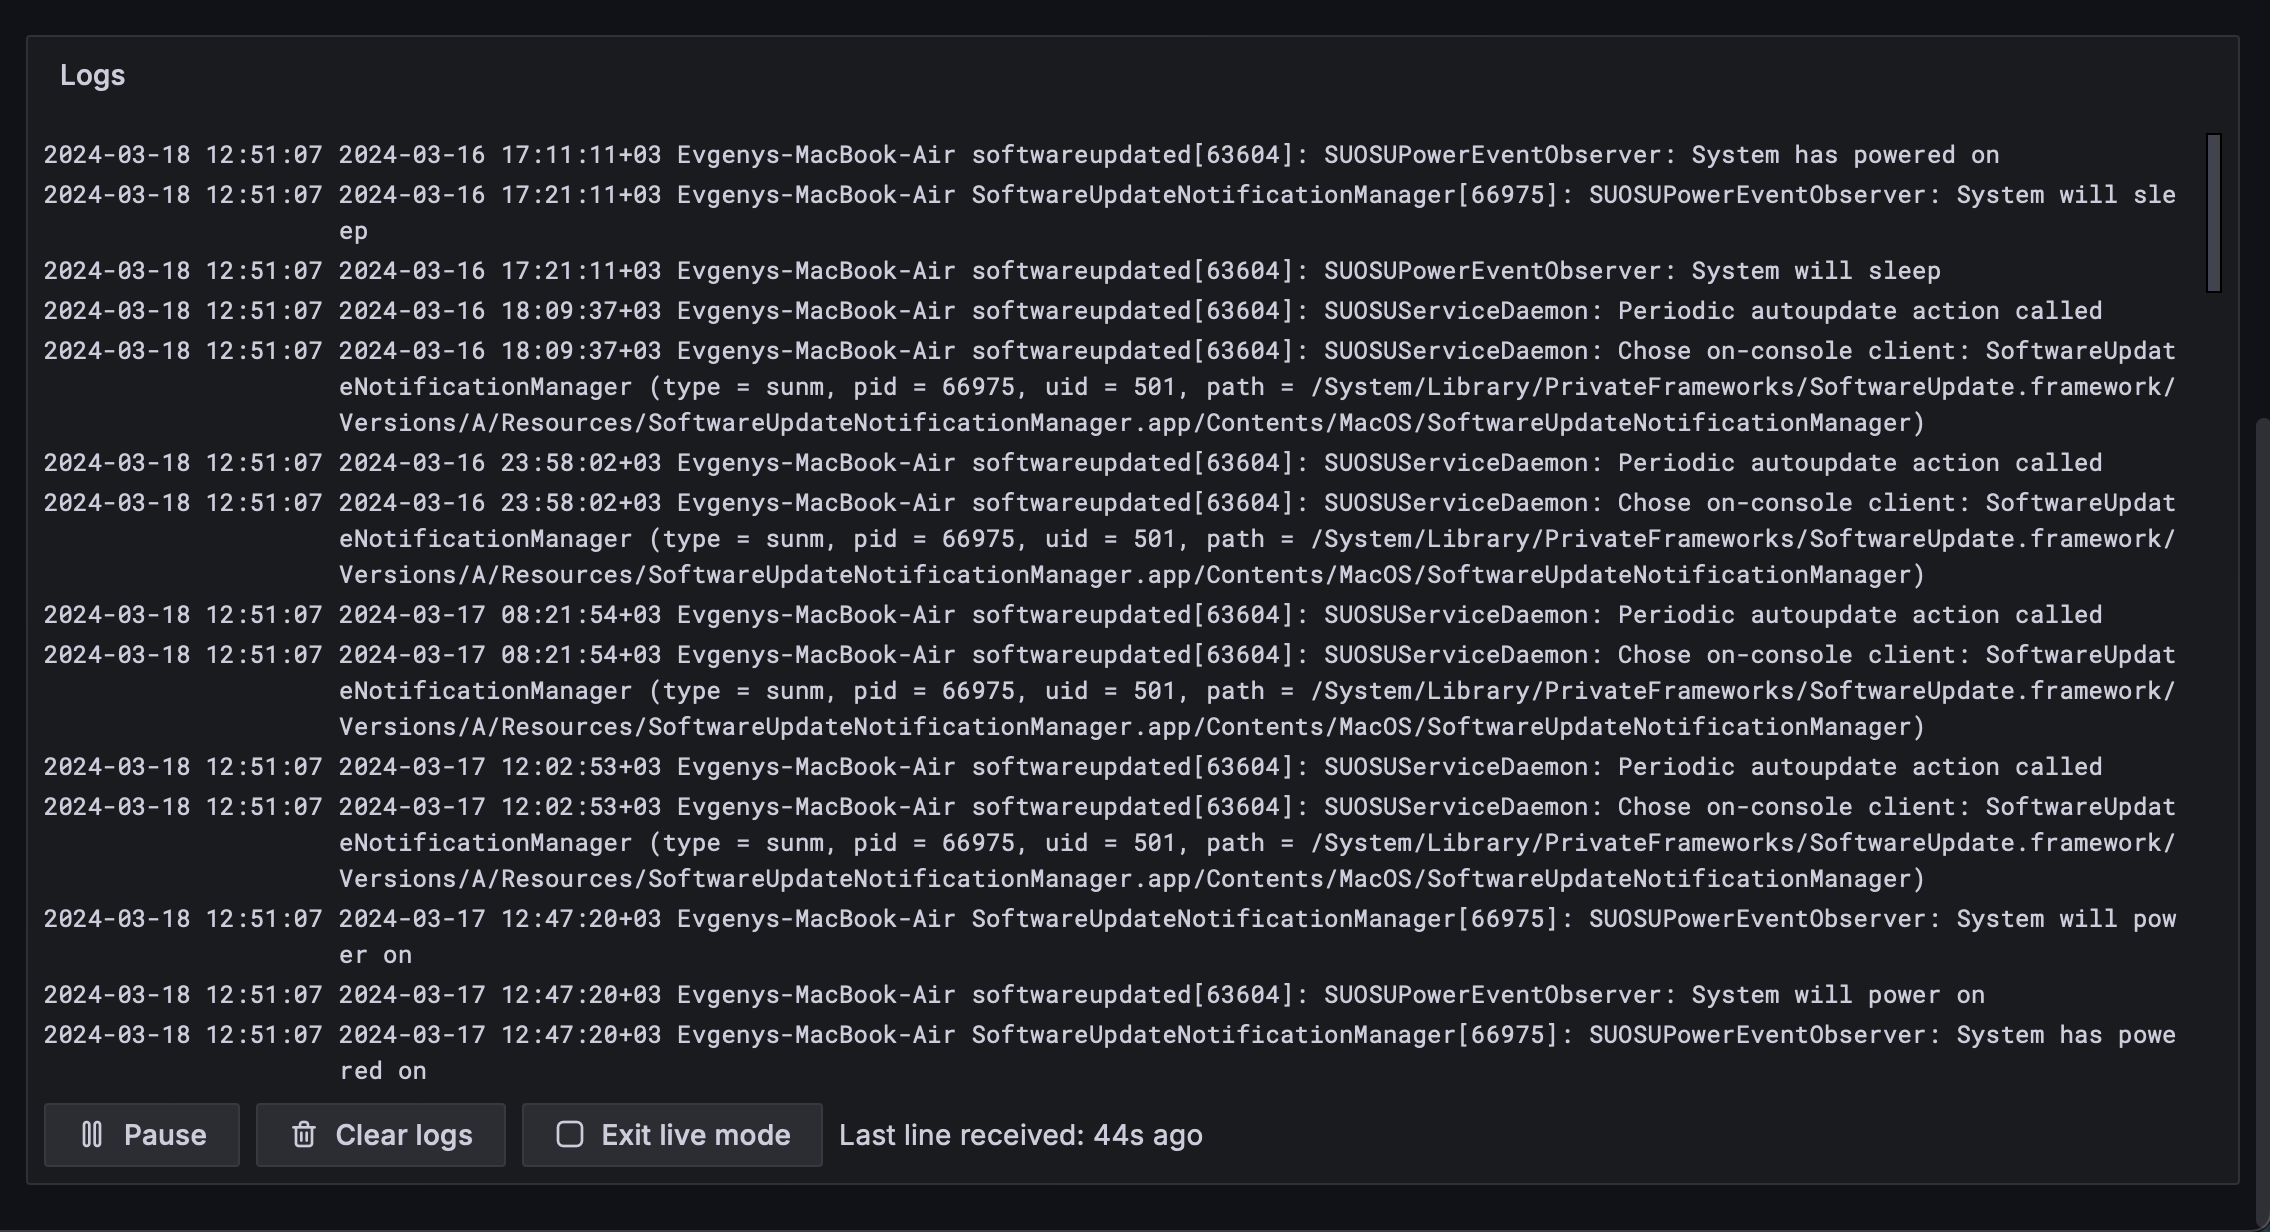 Logs
2024-03-18 12:51:07 2024-03-16 17:11:11+03 Evgenys-MacBook-Air softwareupdated[63604]: SUOSUPowerEventObserver: System has powered on
2024-03-18 12:51:07 2024-03-16 17:21:11+03 Evgenys-MacBook-Air SoftwareUpdateNotificationManager[66975]: SUOSUPowerEventObserver: System will sle
ep
2024-03-18 12:51:07 2024-03-16 17:21:11+03 Evgenys-MacBook-Air softwareupdated[63604]: SUOSUPowerEventObserver: System will sleep
2024-03-18 12:51:07 2024-03-16 18:09:37+03 Evgenys-MacBook-Air softwareupdated[63604]: SUOSUServiceDaemon: Periodic autoupdate action called
2024-03-18 12:51:07 2024-03-16 18:09:37+03 Evgenys-MacBook-Air softwareupdated[63604]: SUOSUServiceDaemon: Chose on-console client: SoftwareUpdat
eNotificationManager (type = sunm, pid = 66975, uid = 501, path = /System/Library/PrivateFrameworks/SoftwareUpdate.framework/
Versions/A/Resources/SoftwareUpdateNotificationManager.app/Contents/MacOS/SoftwareUpdateNotificationManager)
2024-03-18 12:51:07 2024-03-16 23:58:02+03 Evgenys-MacBook-Air softwareupdated[63604]: SUOSUServiceDaemon: Periodic autoupdate action called
2024-03-18 12:51:07 2024-03-16 23:58:02+03 Evgenys-MacBook-Air softwareupdated[63604]: SUOSUServiceDaemon: Chose on-console client: SoftwareUpdat
eNotificationManager (type = sunm, pid = 66975, uid = 501, path = /System/Library/PrivateFrameworks/SoftwareUpdate.framework/
Versions/A/Resources/SoftwareUpdateNotificationManager.app/Contents/MacOS/SoftwareUpdateNotificationManager)
2024-03-18 12:51:07 2024-03-17 08:21:54+03 Evgenys-MacBook-Air softwareupdated[63604]: SUOSUServiceDaemon: Periodic autoupdate action called
2024-03-18 12:51:07 2024-03-17 08:21:54+03 Evgenys-MacBook-Air softwareupdated[63604]: SUOSUServiceDaemon: Chose on-console client: SoftwareUpdat
eNotificationManager (type = sunm, pid = 66975, uid = 501, path = /System/Library/PrivateFrameworks/SoftwareUpdate.framework/
Versions/A/Resources/SoftwareUpdateNotificationManager.app/Contents/MacOS/SoftwareUpdateNotificationManager)
2024-03-18 12:51:07 2024-03-17 12:02:53+03 Evgenys-MacBook-Air softwareupdated[63604]: SUOSUServiceDaemon: Periodic autoupdate action called
2024-03-18 12:51:07 2024-03-17 12:02:53+03 Evgenys-MacBook-Air softwareupdated[63604]: SUOSUServiceDaemon: Chose on-console client: SoftwareUpdat
eNotificationManager (type = sunm, pid = 66975, uid = 501, path = /System/Library/PrivateFrameworks/SoftwareUpdate.framework/
Versions/A/Resources/SoftwareUpdateNotificationManager.app/Contents/MacOS/SoftwareUpdateNotificationManager)
2024-03-18 12:51:07 2024-03-17 12:47:20+03 Evgenys-MacBook-Air SoftwareUpdateNotificationManager[66975]: SUOSUPowerEventObserver: System will pow
er on
2024-03-18 12:51:07 2024-03-17 12:47:20+03 Evgenys-MacBook-Air softwareupdated[63604]: SUOSUPowerEventObserver: System will power on
2024-03-18 12:51:07 2024-03-17 12:47:20+03 Evgenys-MacBook-Air SoftwareUpdateNotificationManager[66975]: SUOSUPowerEventObserver: System has powe
red on
Pause Clear logs Exit live mode Last line received: 44s ago